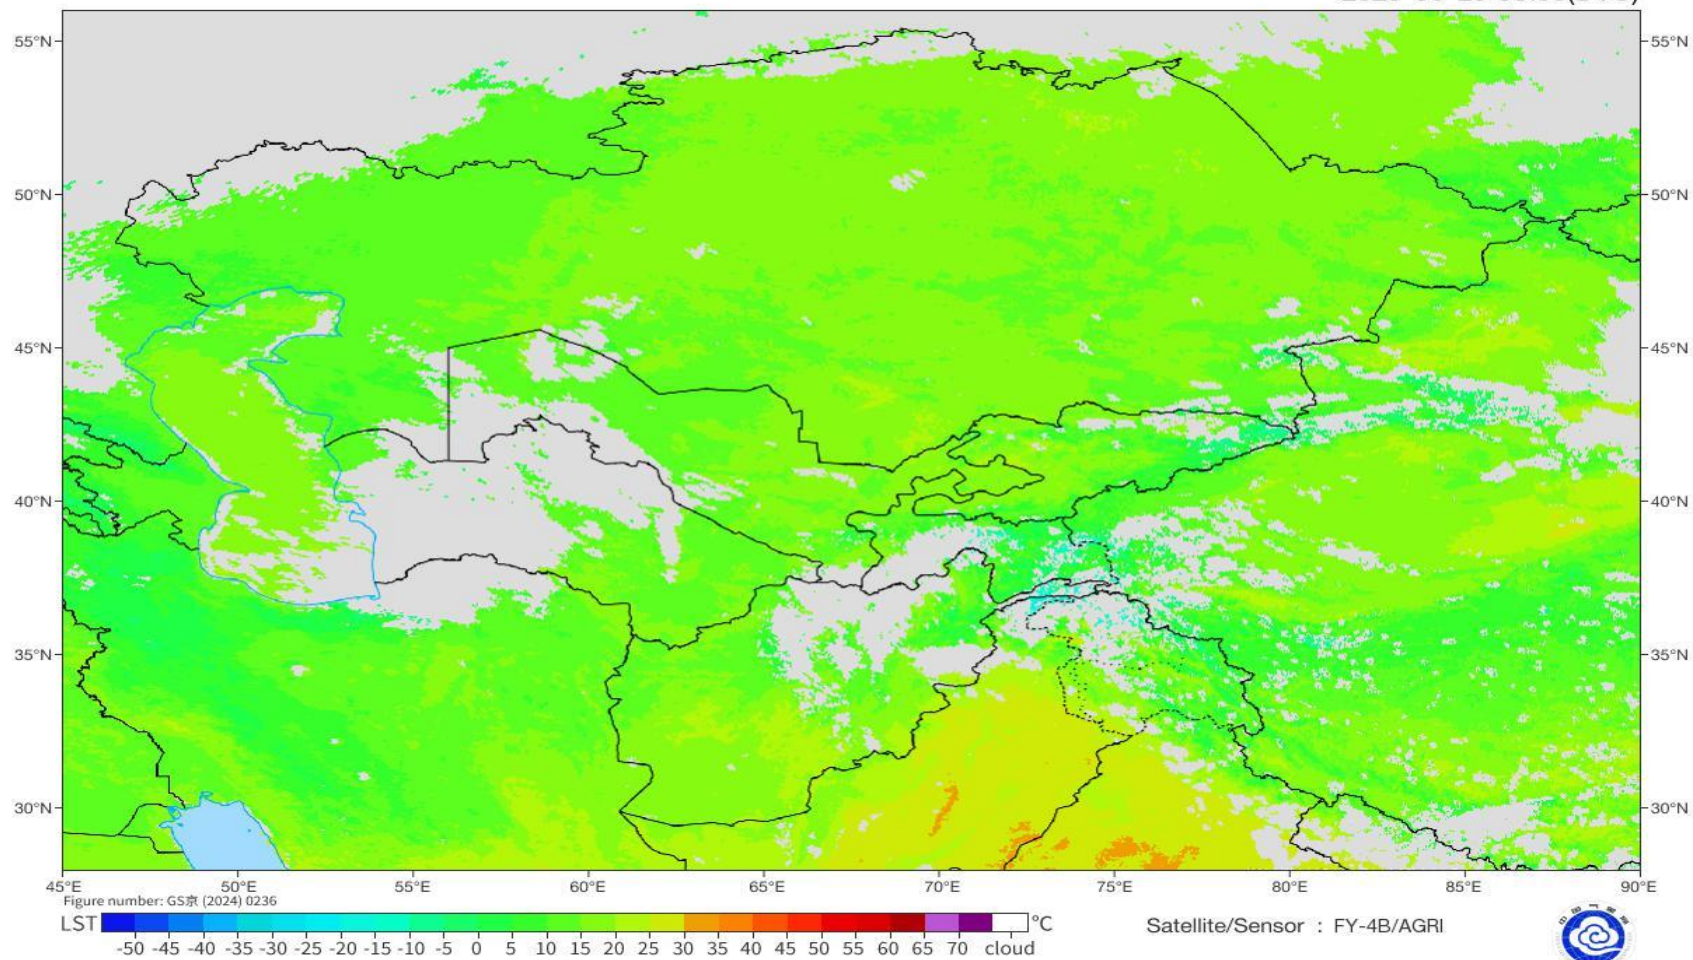 55°N 55°N
50°N 50°N
45°N 45°N
40°N 40°N
35°N 35°N
30°N 30°N
45°E 50°E 55°E 60°E 65°E 70°E 75°E 80°E 85°E 90°E
Figure number: GS京 (2024) 0236
LST °C
-50 -45 -40 -35 -30 -25 -20 -15 -10 -5 0 5 10 15 20 25 30 35 40 45 50 55 60 65 70 cloud
Satellite/Sensor : FY-4B/AGRI